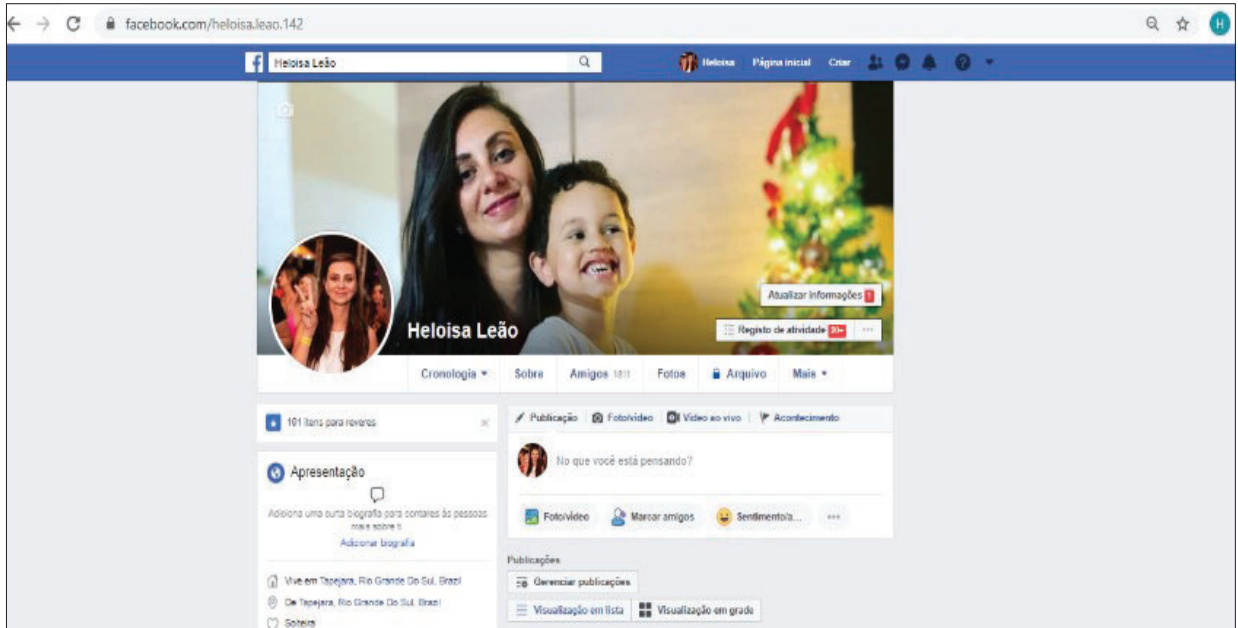 facebook.com/heloisa.leao.142
H
f Heloisa Leão
Heloisa Página inicial Criar
Atualizar informações 1
Heloisa Leão
Registo de atividade 20+
Cronologia Sobre Amigos 1811 Fotos Arquivo Mais
191 itens para reveres
Publicação Foto/vídeo Vídeo ao vivo Acontecimento
No que você está pensando?
Apresentação
Adiciona uma curta biografia para contares às pessoas
mais sobre ti
Adicionar biografia
Foto/vídeo Marcar amigos Sentimento/a...
Publicações
Vive em Tapejara, Rio Grande Do Sul, Brazil
Gerenciar publicações
De Tapejara, Rio Grande Do Sul, Brazil
Visualização em lista Visualização em grade
Solteira